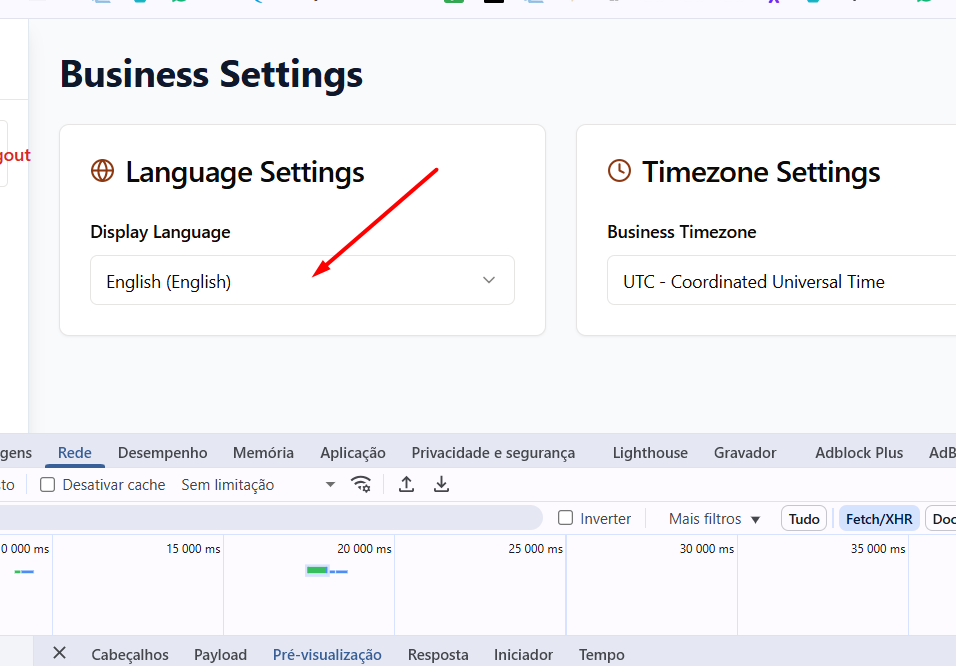 Business Settings
gout
Language Settings
Timezone Settings
Display Language
Business Timezone
English (English)
UTC - Coordinated Universal Time
gens Rede Desempenho Memória Aplicação Privacidade e segurança Lighthouse Gravador Adblock Plus AdB
sto Desativar cache Sem limitação
Inverter Mais filtros Tudo Fetch/XHR Doc
0 000 ms 15 000 ms 20 000 ms 25 000 ms 30 000 ms 35 000 ms
Cabeçalhos Payload Pré-visualização Resposta Iniciador Tempo